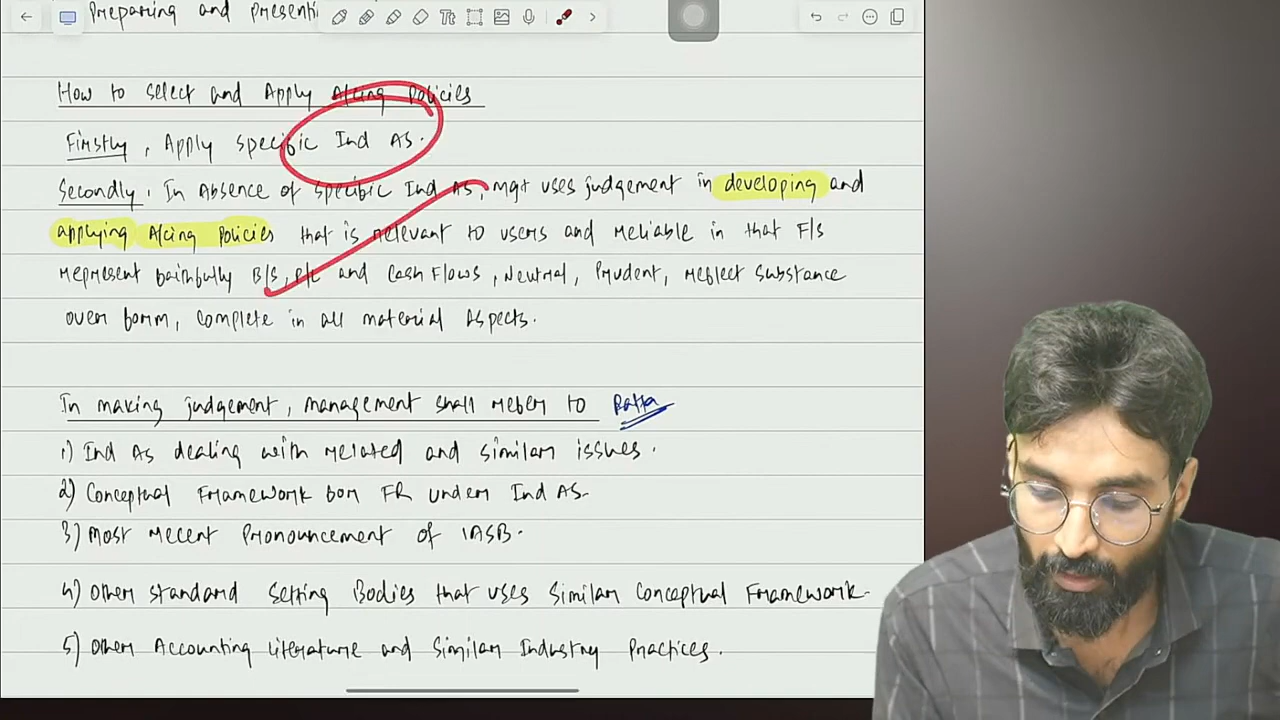 Preparing and Presenti
How to select and Apply A/cing Policies
Firstly, Apply specific Ind AS.
Secondly. In Absence of specific Ind AS, mgt uses judgement in developing and
applying A/cing Policies that is relevant to users and reliable in that F/s
represent faithfully B/S, P/L and Cash Flows, Neutral, Prudent, reflect substance
over form, complete in all material Aspects.
In making judgement, management shall refer to Ratta
1) Ind As dealing with related and similar issues.
2) Conceptual Framework for FR under Ind AS.
3) Most recent Pronouncement of IASB.
4) Other standard Setting Bodies that uses Similar Conceptual Framework.
5) Other Accounting Literature and Similar Industry Practices.